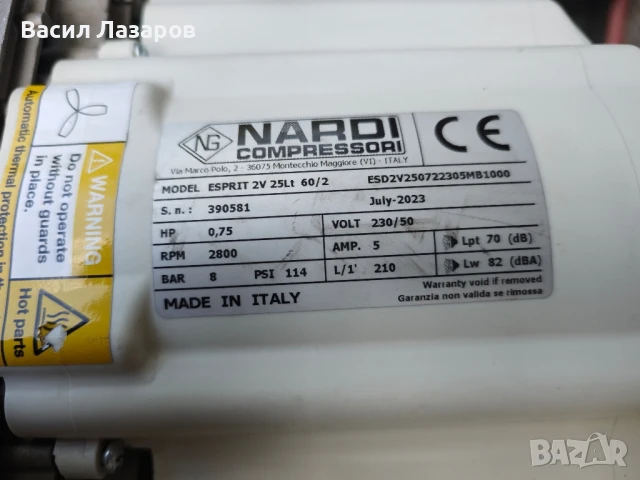 Васил Лазаров
NG
NARDI
COMPRESSORI
CE
Via Marco Polo, 2 - 36075 Montecchio Maggiore (VI) - ITALY
MODEL ESPRIT 2V 25Lt 60/2 ESD2V250722305MB1000
S.n.: 390581 July-2023
HP 0,75 VOLT 230/50
RPM 2800 AMP. 5 Lpt 70 (dB)
BAR 8 PSI 114 L/1' 210 Lw 82 (dBA)
MADE IN ITALY
Warranty void if removed
Garanzia non valida se rimossa
Automatic thermal protection in the
WARNING
Do not operate
without guards
in place.
Hot parts
BAZAR
bg